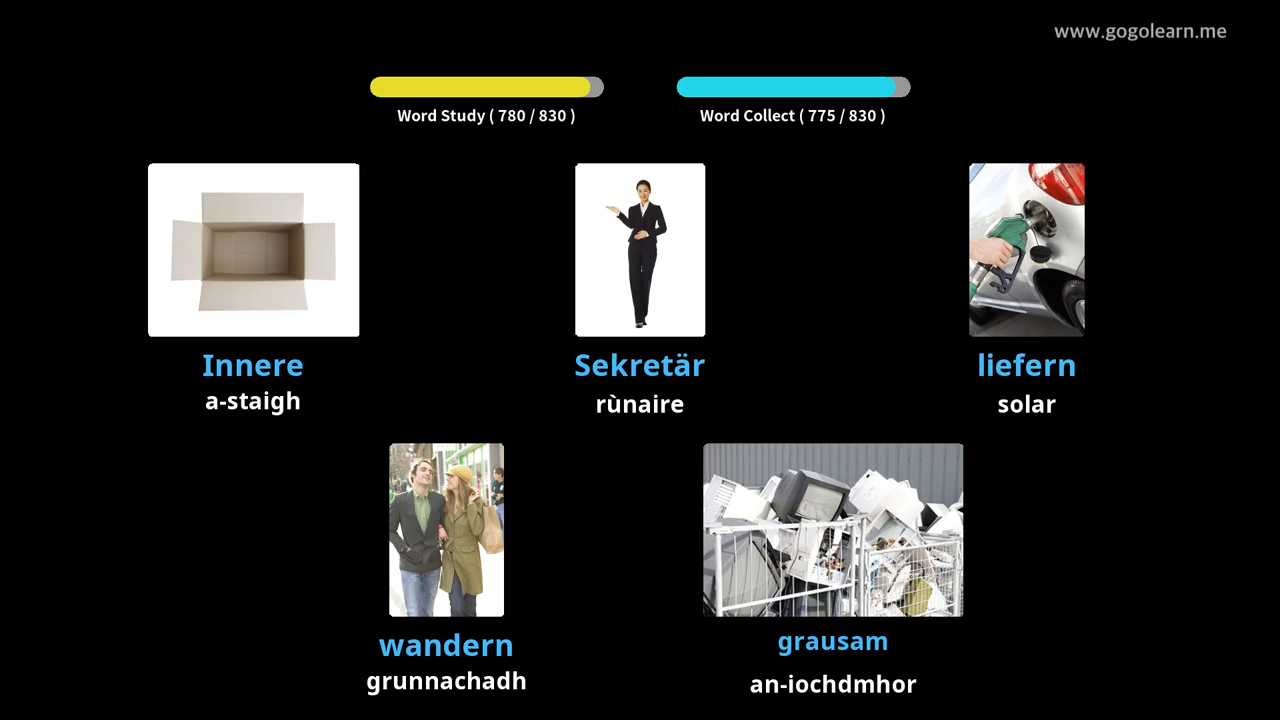 www.gogolearn.me
Word Study ( 780 / 830 )
Word Collect ( 775 / 830 )
Innere
a-staigh
Sekretär
rùnaire
liefern
solar
wandern
grunnachadh
grausam
an-iochdmhor